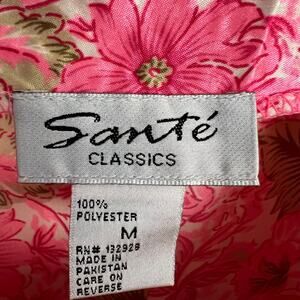 Santé
CLASSICS
100%
POLYESTER
M
RN# 132928
MADE IN
PAKISTAN
CARE ON
REVERSE